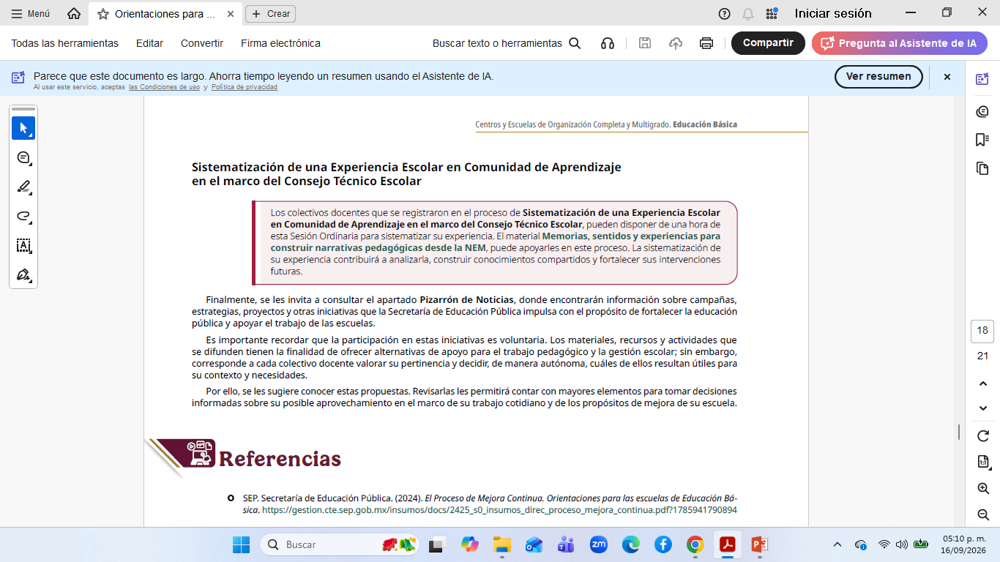 Menú
Orientaciones para ...
Crear
Iniciar sesión
Todas las herramientas
Editar
Convertir
Firma electrónica
Buscar texto o herramientas
Compartir
Pregunta al Asistente de IA
Parece que este documento es largo. Ahorra tiempo leyendo un resumen usando el Asistente de IA.
Al usar este servicio, aceptas las Condiciones de uso y Política de privacidad
Ver resumen
Centros y Escuelas de Organización Completa y Multigrado. Educación Básica
Sistematización de una Experiencia Escolar en Comunidad de Aprendizaje
en el marco del Consejo Técnico Escolar
Los colectivos docentes que se registraron en el proceso de Sistematización de una Experiencia Escolar
en Comunidad de Aprendizaje en el marco del Consejo Técnico Escolar, pueden disponer de una hora de
esta Sesión Ordinaria para sistematizar su experiencia. El material Memorias, sentidos y experiencias para
construir narrativas pedagógicas desde la NEM, puede apoyarles en este proceso. La sistematización de
su experiencia contribuirá a analizarla, construir conocimientos compartidos y fortalecer sus intervenciones
futuras.
Finalmente, se les invita a consultar el apartado Pizarrón de Noticias, donde encontrarán información sobre campañas,
estrategias, proyectos y otras iniciativas que la Secretaría de Educación Pública impulsa con el propósito de fortalecer la educación
pública y apoyar el trabajo de las escuelas.
Es importante recordar que la participación en estas iniciativas es voluntaria. Los materiales, recursos y actividades que
se difunden tienen la finalidad de ofrecer alternativas de apoyo para el trabajo pedagógico y la gestión escolar; sin embargo,
corresponde a cada colectivo docente valorar su pertinencia y decidir, de manera autónoma, cuáles de ellos resultan útiles para
su contexto y necesidades.
Por ello, se les sugiere conocer estas propuestas. Revisarlas les permitirá contar con mayores elementos para tomar decisiones
informadas sobre su posible aprovechamiento en el marco de su trabajo cotidiano y de los propósitos de mejora de su escuela.
Referencias
SEP. Secretaría de Educación Pública. (2024). El Proceso de Mejora Continua. Orientaciones para las escuelas de Educación Bá-
sica. https://gestion.cte.sep.gob.mx/insumos/docs/2425_s0_insumos_direc_proceso_mejora_continua.pdf?1785941790894
18
21
1:1
Buscar
zm
05:10 p. m.
16/09/2026